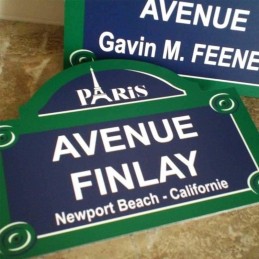 AVENUE
Gavin M. FEENE
PARIS
AVENUE
FINLAY
Newport Beach - Californie